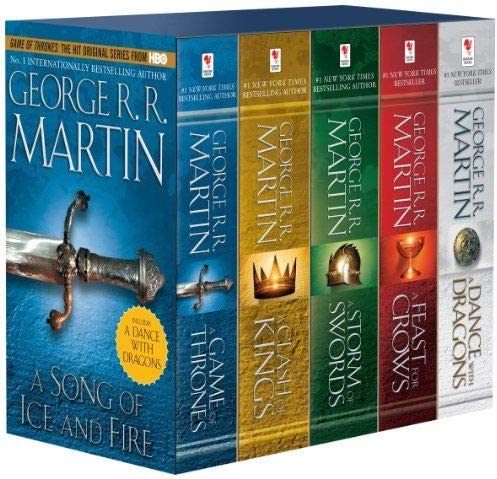 GAME OF THRONES: THE HIT ORIGINAL SERIES FROM HBO
NO. 1 INTERNATIONALLY BESTSELLING AUTHOR
GEORGE R. R.
MARTIN
INCLUDES
A DANCE
WITH
DRAGONS
A SONG OF
ICE AND FIRE
#1 NEW YORK TIMES
BESTSELLING AUTHOR
GEORGE R.R.
MARTIN
A GAME OF
THRONES
#1 NEW YORK TIMES
BESTSELLING AUTHOR
GEORGE R.R.
MARTIN
A CLASH OF
KINGS
#1 NEW YORK TIMES
BESTSELLING AUTHOR
GEORGE R.R.
MARTIN
A STORM OF
SWORDS
#1 NEW YORK TIMES
BESTSELLER
GEORGE R.R.
MARTIN
A FEAST FOR
CROWS
#1 NEW YORK TIMES
BESTSELLER
GEORGE R.R.
MARTIN
A DANCE WITH
DRAGONS